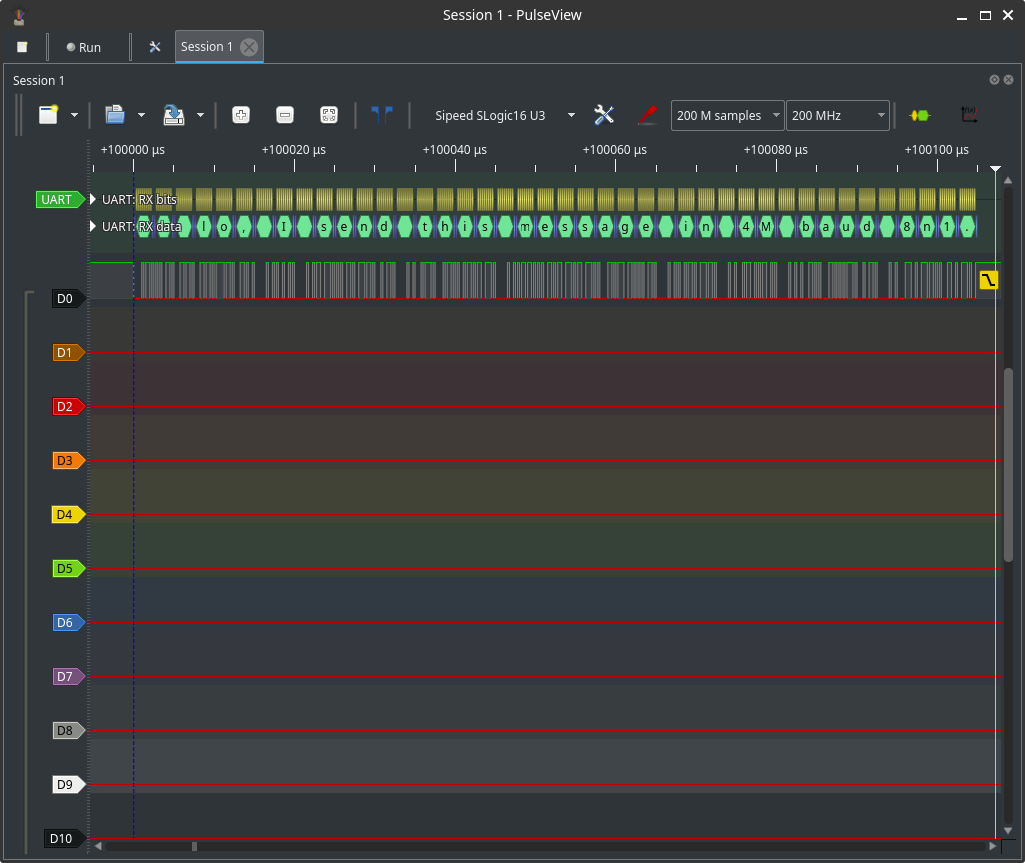 Session 1 - PulseView
Run
Session 1
Session 1
Sipeed SLogic16 U3
200 M samples
200 MHz
+100000 µs +100020 µs +100040 µs +100060 µs +100080 µs +100100 µs
UART
UART: RX bits
UART: RX data l o , I s e n d t h i s m e s s a g e i n 4 M b a u d 8 n 1 .
D0
D1
D2
D3
D4
D5
D6
D7
D8
D9
D10